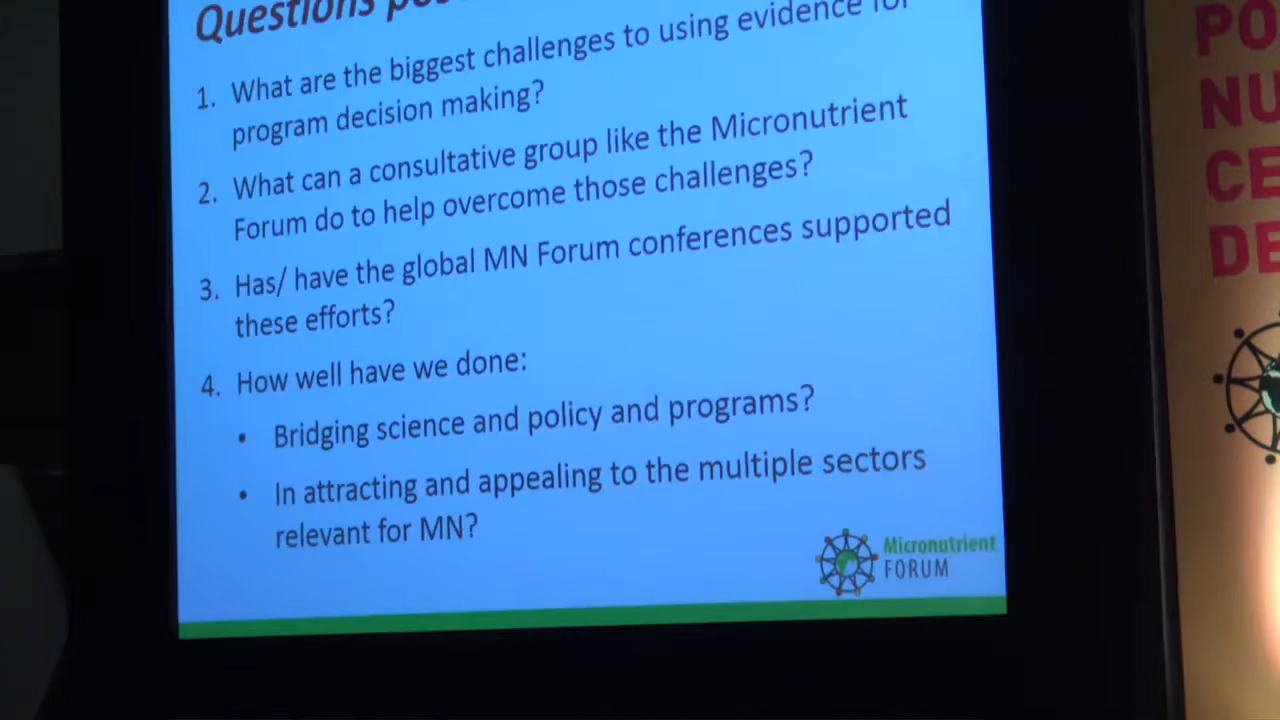 Questions
1. What are the biggest challenges to using evidence for
program decision making?
2. What can a consultative group like the Micronutrient
Forum do to help overcome those challenges?
3. Has/ have the global MN Forum conferences supported
these efforts?
4. How well have we done:
• Bridging science and policy and programs?
• In attracting and appealing to the multiple sectors
relevant for MN?
Micronutrient
FORUM
PO
NU
CE
DE